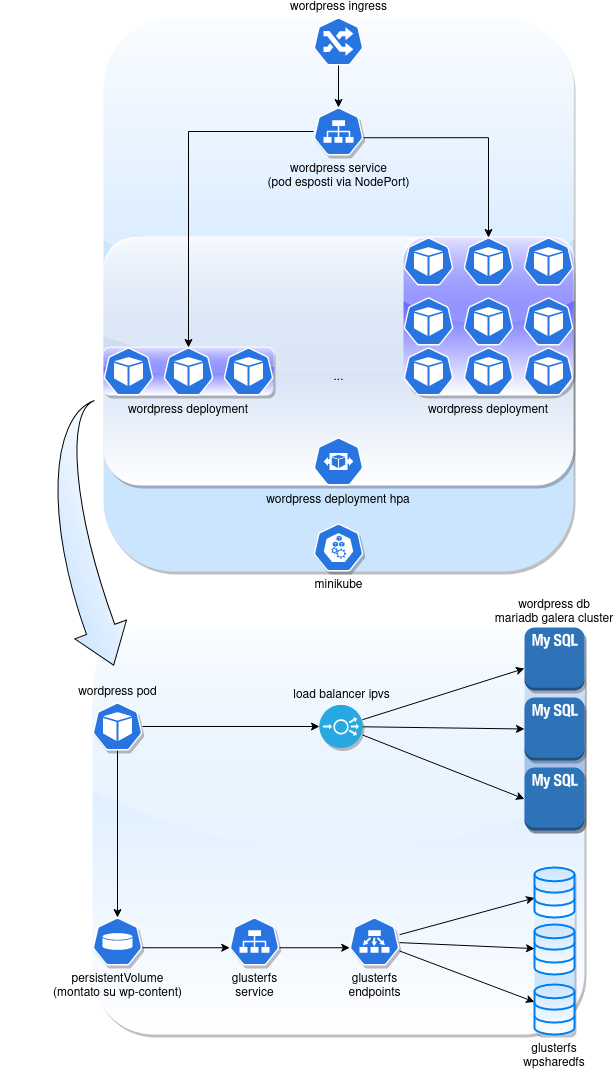 wordpress ingress
wordpress service
(pod esposti via NodePort)
...
wordpress deployment
wordpress deployment
wordpress deployment hpa
minikube
wordpress db
mariadb galera cluster
My SQL
wordpress pod
load balancer ipvs
My SQL
My SQL
persistentVolume
(montato su wp-content)
glusterfs
service
glusterfs
endpoints
glusterfs
wpsharedfs